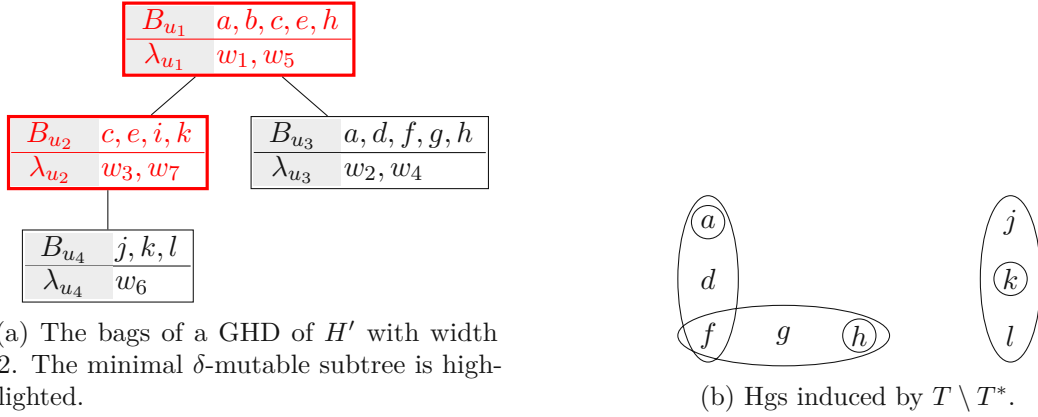 B_{u_1} a, b, c, e, h
λ_{u_1} w_1, w_5
B_{u_2} c, e, i, k
λ_{u_2} w_3, w_7
B_{u_3} a, d, f, g, h
λ_{u_3} w_2, w_4
B_{u_4} j, k, l
λ_{u_4} w_6
a) The bags of a GHD of H′ with width
2. The minimal δ-mutable subtree is high-
lighted.
a
d
f g h
j
k
l
(b) Hgs induced by T \ T*.